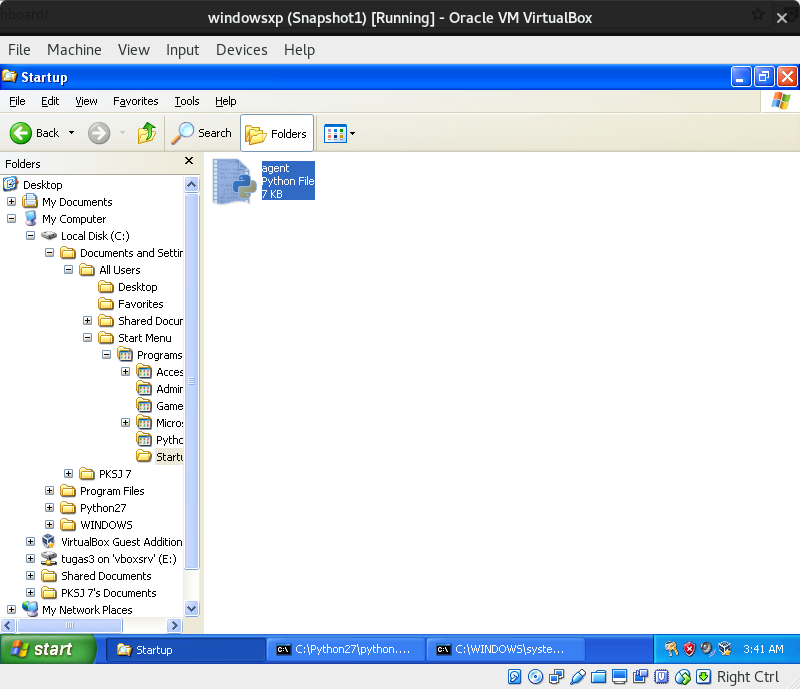 hboard/
windowsxp (Snapshot1) [Running] - Oracle VM VirtualBox
File Machine View Input Devices Help
Startup
File Edit View Favorites Tools Help
Back Search Folders
Folders
agent
Python File
7 KB
Desktop
My Documents
My Computer
Local Disk (C:)
Documents and Settin
All Users
Desktop
Favorites
Shared Docur
Start Menu
Programs
Acces
Admir
Game
Micros
Pytho
Startu
PKSJ 7
Program Files
Python27
WINDOWS
VirtualBox Guest Addition
tugas3 on 'vboxsrv' (E:)
Shared Documents
PKSJ 7's Documents
My Network Places
start Startup C:\Python27\python.... C:\WINDOWS\syste... 3:41 AM
Right Ctrl